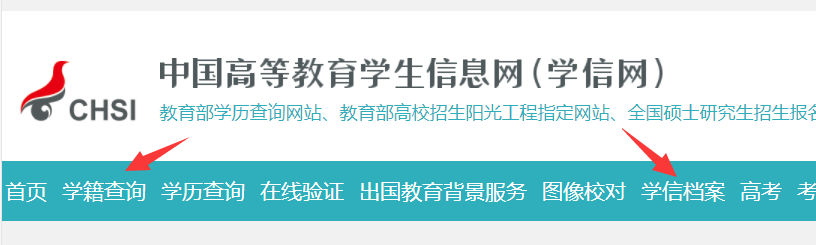 中国高等教育学生信息网(学信网)
CHSI
教育部学历查询网站、教育部高校招生阳光工程指定网站、全国硕士研究生招生报名
首页 学籍查询 学历查询 在线验证 出国教育背景服务 图像校对 学信档案 高考 考